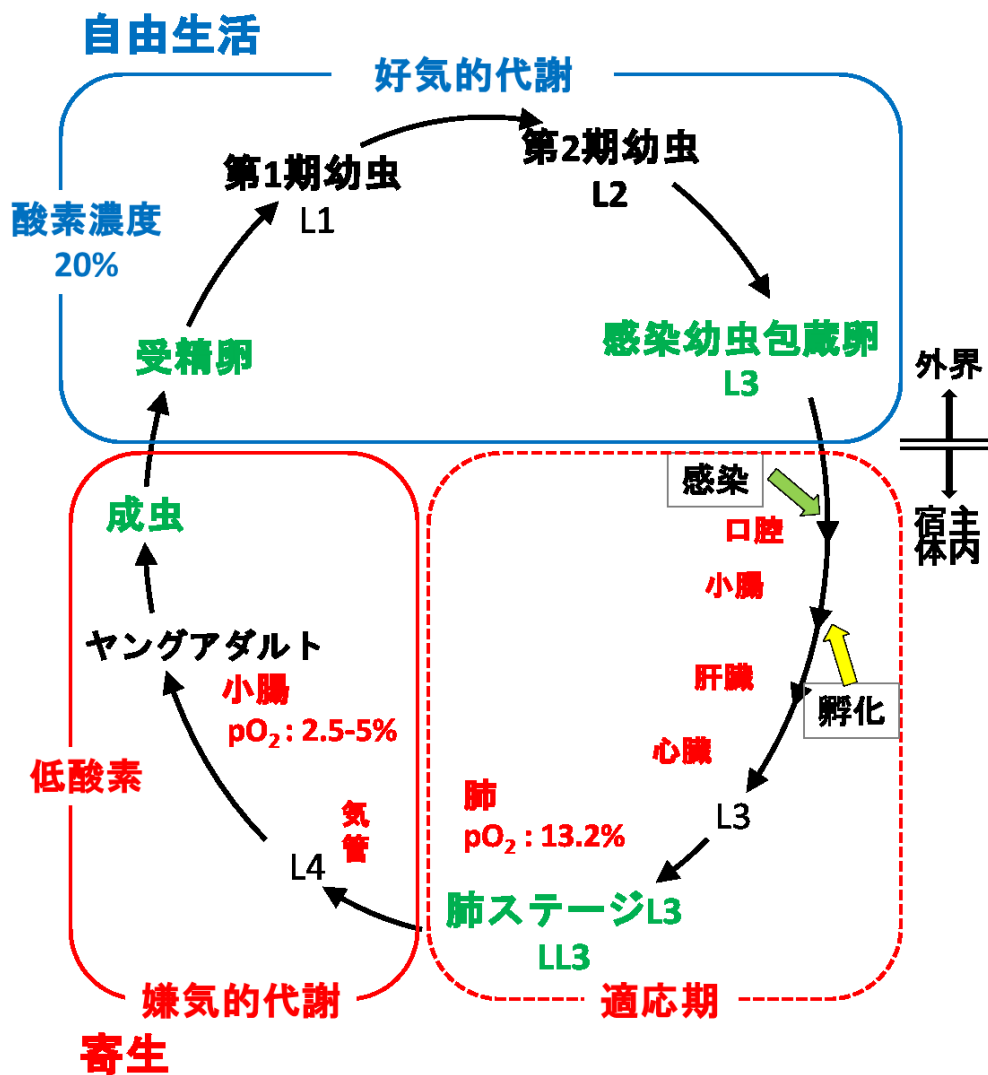 自由生活
好気的代謝
第1期幼虫
L1
第2期幼虫
L2
酸素濃度
20%
受精卵
感染幼虫包蔵卵
L3
外界
宿主
体内
感染
口腔
小腸
孵化
肝臓
心臓
L3
肺
pO₂ : 13.2%
肺ステージL3
LL3
適応期
成虫
ヤングアダルト
小腸
pO₂ : 2.5-5%
低酸素
気
管
L4
嫌気的代謝
寄生